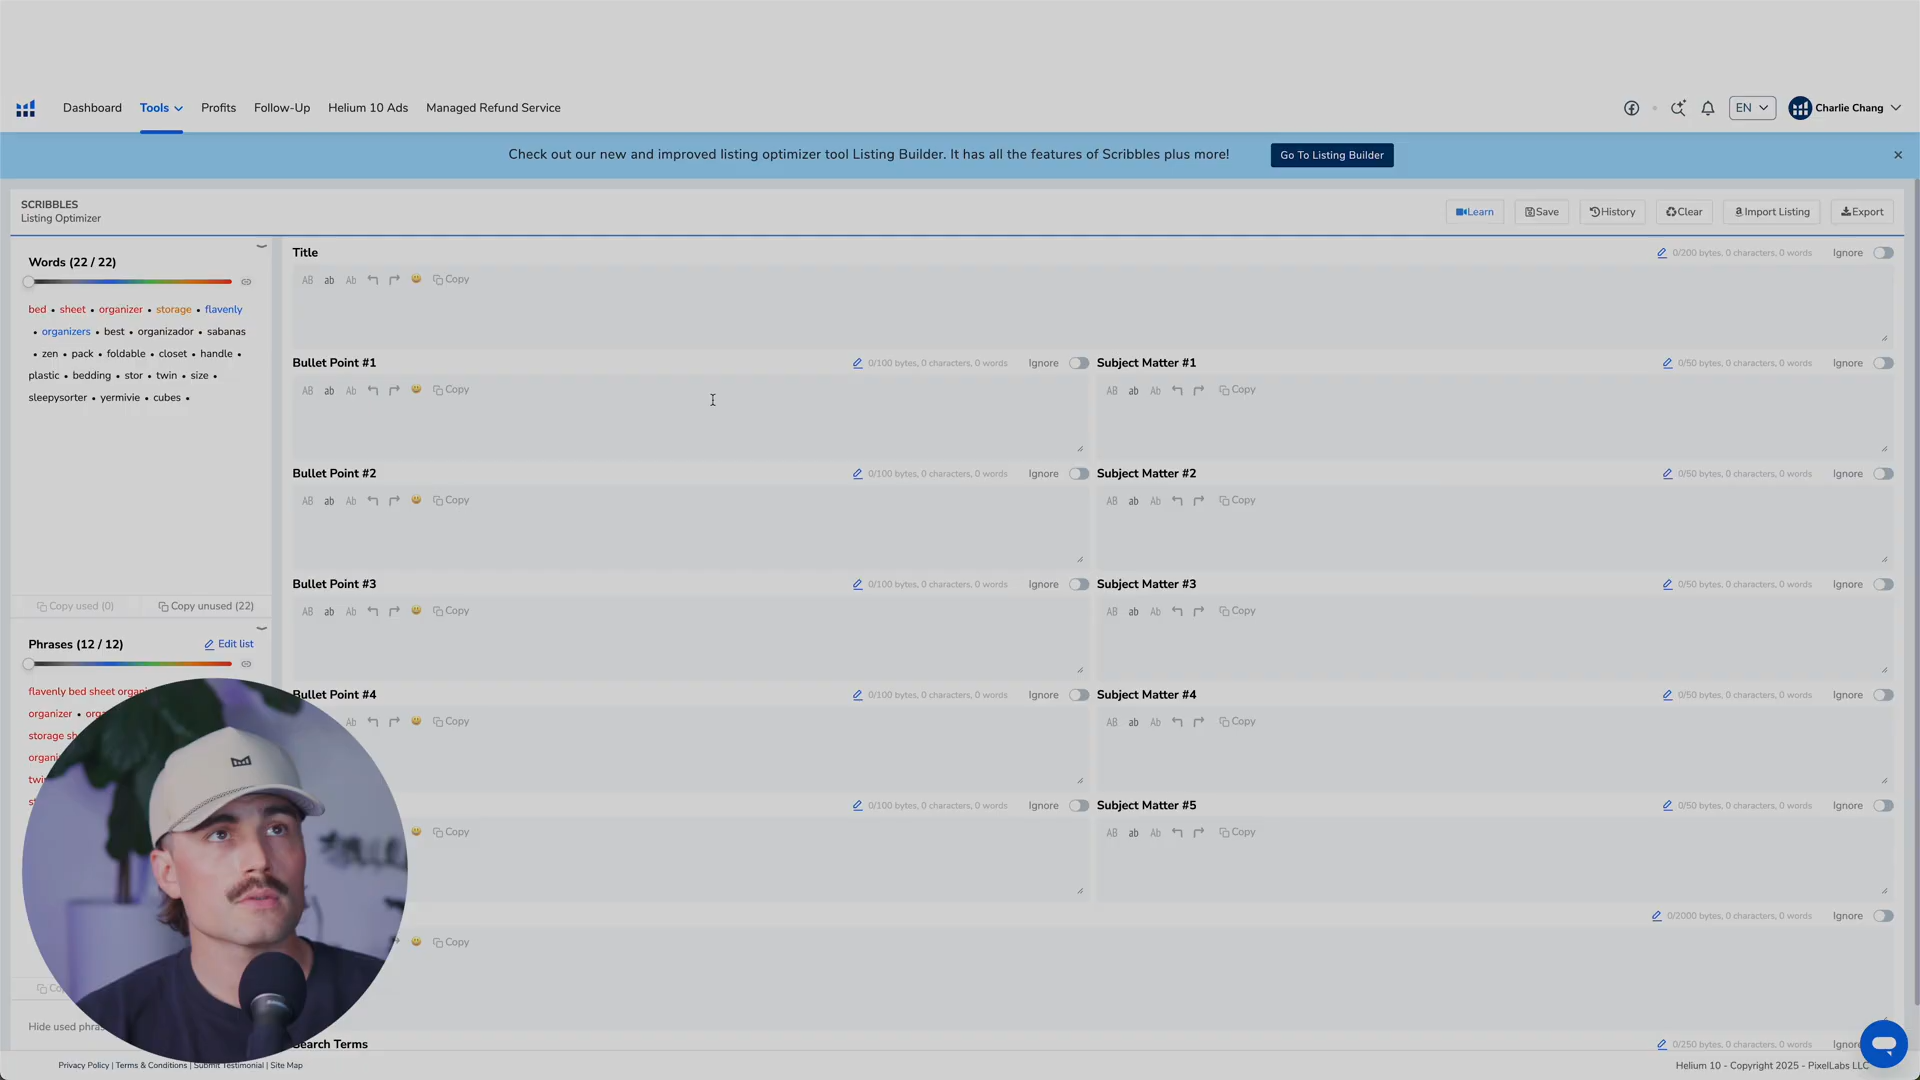 Dashboard Tools Profits Follow-Up Helium 10 Ads Managed Refund Service EN Charlie Chang
Check out our new and improved listing optimizer tool Listing Builder. It has all the features of Scribbles plus more! Go To Listing Builder
SCRIBBLES
Listing Optimizer
Learn Save History Clear Import Listing Export
Words (22 / 22)
bed • sheet • organizer • storage • flavenly
• organizers • best • organizador • sabanas
• zen • pack • foldable • closet • handle •
plastic • bedding • stor • twin • size •
sleepysorter • yermivie • cubes •
Copy used (0) Copy unused (22)
Phrases (12 / 12) Edit list
flavenly bed sheet
organizer •
storage
Hide used
Title 0/200 bytes, 0 characters, 0 words Ignore
AB ab Ab Copy
Bullet Point #1 0/100 bytes, 0 characters, 0 words Ignore Subject Matter #1 0/50 bytes, 0 characters, 0 words Ignore
AB ab Ab Copy AB ab Ab Copy
Bullet Point #2 0/100 bytes, 0 characters, 0 words Ignore Subject Matter #2 0/50 bytes, 0 characters, 0 words Ignore
AB ab Ab Copy AB ab Ab Copy
Bullet Point #3 0/100 bytes, 0 characters, 0 words Ignore Subject Matter #3 0/50 bytes, 0 characters, 0 words Ignore
AB ab Ab Copy AB ab Ab Copy
Bullet Point #4 0/100 bytes, 0 characters, 0 words Ignore Subject Matter #4 0/50 bytes, 0 characters, 0 words Ignore
Ab Copy AB ab Ab Copy
0/100 bytes, 0 characters, 0 words Ignore Subject Matter #5 0/50 bytes, 0 characters, 0 words Ignore
Copy AB ab Ab Copy
0/2000 bytes, 0 characters, 0 words Ignore
Copy
Search Terms 0/250 bytes, 0 characters, 0 words Ignore
Privacy Policy | Terms & Conditions | Submit Testimonial | Site Map Helium 10 - Copyright 2025 - PixelLabs LLC